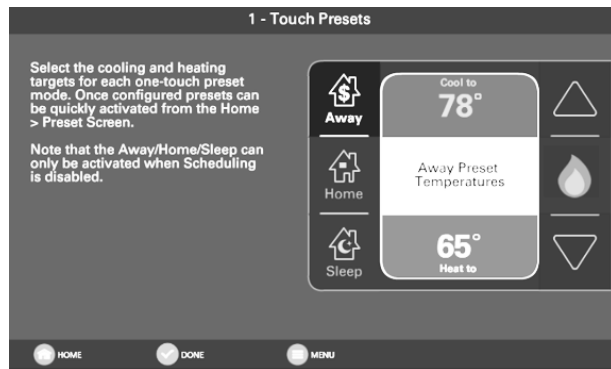 1 - Touch Presets
Select the cooling and heating
targets for each one-touch preset
mode. Once configured presets can
be quickly activated from the Home
> Preset Screen.
Note that the Away/Home/Sleep can
only be activated when Scheduling
is disabled.
$
Away
Home
Sleep
Cool to
78°
Away Preset
Temperatures
65°
Heat to
HOME
DONE
MENU